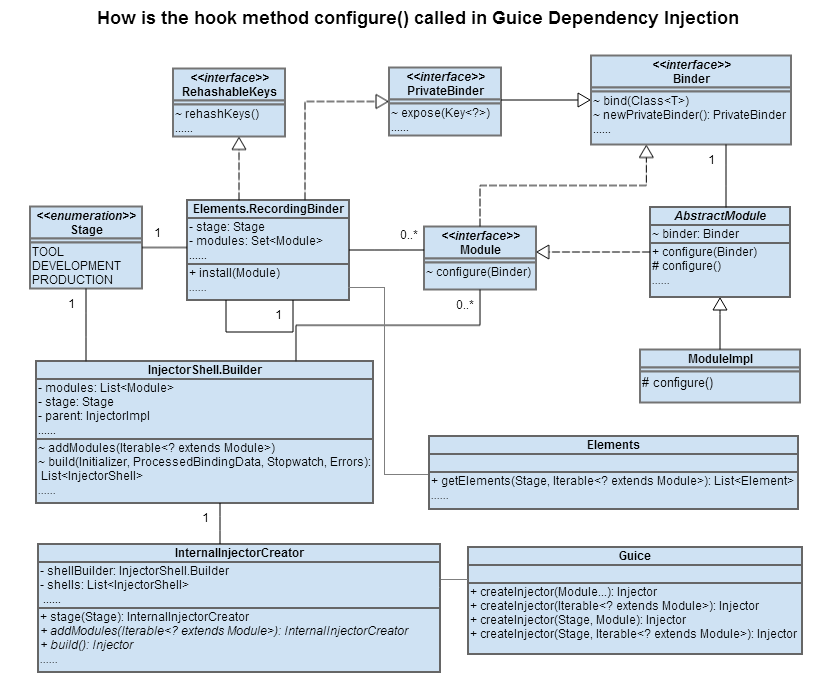 How is the hook method configure() called in Guice Dependency Injection
<<interface>>
RehashableKeys
~ rehashKeys()
......
<<interface>>
PrivateBinder
~ expose(Key<?>)
......
<<interface>>
Binder
~ bind(Class<T>)
~ newPrivateBinder(): PrivateBinder
......
1
<<enumeration>>
Stage
TOOL
DEVELOPMENT
PRODUCTION
1
1
Elements.RecordingBinder
- stage: Stage
- modules: Set<Module>
......
+ install(Module)
......
1
0..*
<<interface>>
Module
~ configure(Binder)
0..*
AbstractModule
~ binder: Binder
+ configure(Binder)
# configure()
......
ModuleImpl
# configure()
InjectorShell.Builder
- modules: List<Module>
- stage: Stage
- parent: InjectorImpl
......
~ addModules(Iterable<? extends Module>)
~ build(Initializer, ProcessedBindingData, Stopwatch, Errors):
List<InjectorShell>
......
1
Elements
+ getElements(Stage, Iterable<? extends Module>): List<Element>
......
InternalInjectorCreator
- shellBuilder: InjectorShell.Builder
- shells: List<InjectorShell>
......
+ stage(Stage): InternalInjectorCreator
+ addModules(Iterable<? extends Module>): InternalInjectorCreator
+ build(): Injector
......
Guice
+ createInjector(Module...): Injector
+ createInjector(Iterable<? extends Module>): Injector
+ createInjector(Stage, Module): Injector
+ createInjector(Stage, Iterable<? extends Module>): Injector